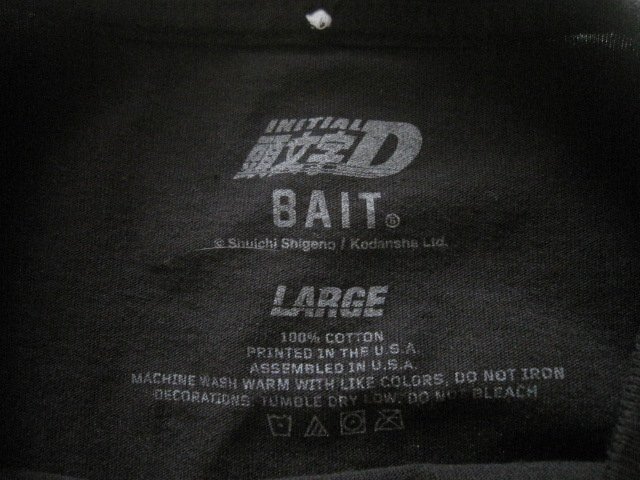 INITIAL
頭文字D
BAIT®
© Shuichi Shigeno / Kodansha Ltd.
LARGE
100% COTTON
PRINTED IN THE U.S.A.
ASSEMBLED IN U.S.A.
MACHINE WASH WARM WITH LIKE COLORS, DO NOT IRON
DECORATIONS, TUMBLE DRY LOW, DO NOT BLEACH